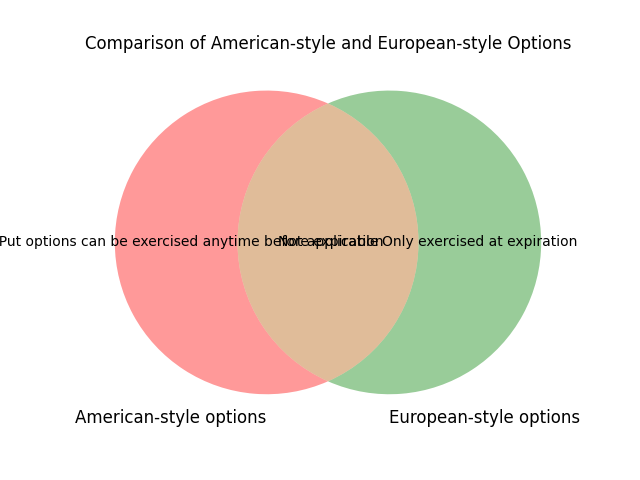 Comparison of American-style and European-style Options
Put options can be exercised anytime before expiration
Not applicable
Only exercised at expiration
American-style options
European-style options